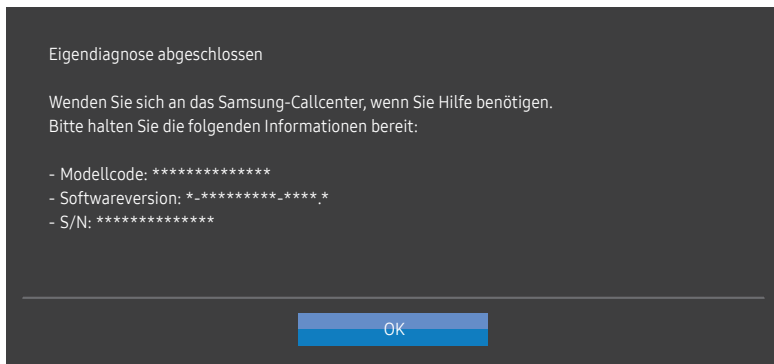 Eigendiagnose abgeschlossen
Wenden Sie sich an das Samsung-Callcenter, wenn Sie Hilfe benötigen.
Bitte halten Sie die folgenden Informationen bereit:
- Modellcode: **************
- Softwareversion: *-*********-****.*
- S/N: **************
OK